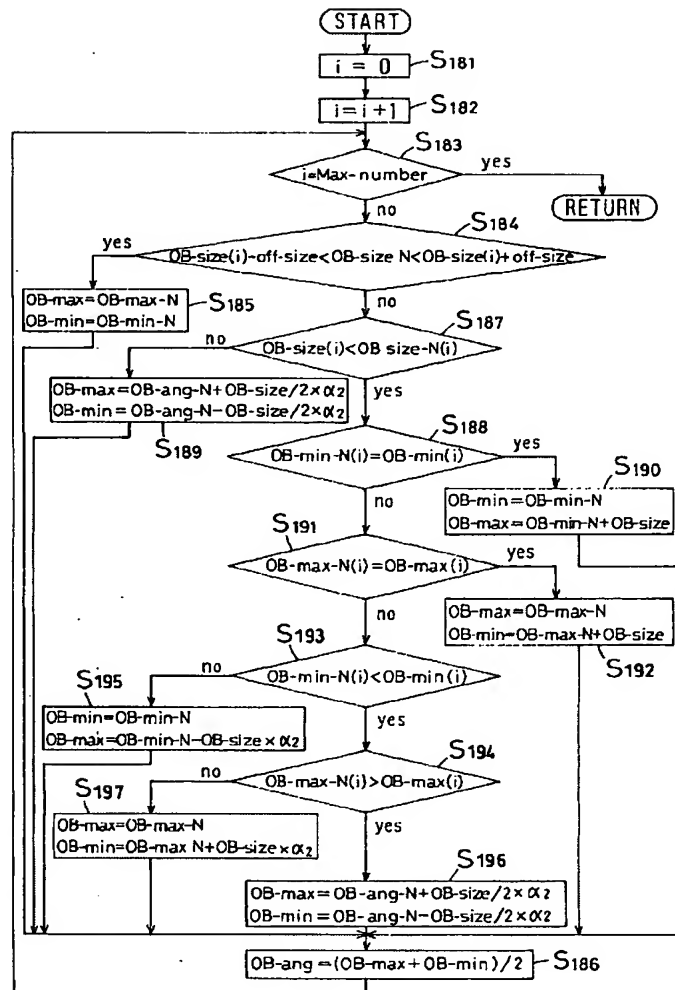 START
i = 0
S181
i=i+1
S182
S183
i=Max-number
yes
RETURN
no
S184
yes
OB-size(i)-off-size<OB-size N<OB-size(i)+off-size
OB-max=OB-max-N
OB-min=OB-min-N
S185
no
S187
no
OB-size(i)<OB size-N(i)
OB-max=OB-ang-N+OB-size/2×α2
OB-min = OB-ang-N-OB-size/2×α2
S189
yes
S188
OB-min-N(i)=OB-min(i)
yes
S190
OB-min=OB-min-N
OB-max=OB-min-N+OB-size
no
S191
OB-max-N(i)=OB-max(i)
yes
OB-max=OB-max-N
OB-min=OB-max-N+OB-size
S192
no
S193
no
OB-min-N(i)<OB-min(i)
S195
OB-min=OB-min-N
OB-max=OB-min-N-OB-size×α2
yes
S194
no
OB-max-N(i)>OB-max(i)
S197
OB-max=OB-max-N
OB-min=OB-max N+OB-size×α2
yes
S196
OB-max=OB-ang-N+OB-size/2×α2
OB-min = OB-ang-N-OB-size/2×α2
OB-ang=(OB-max+OB-min)/2
S186